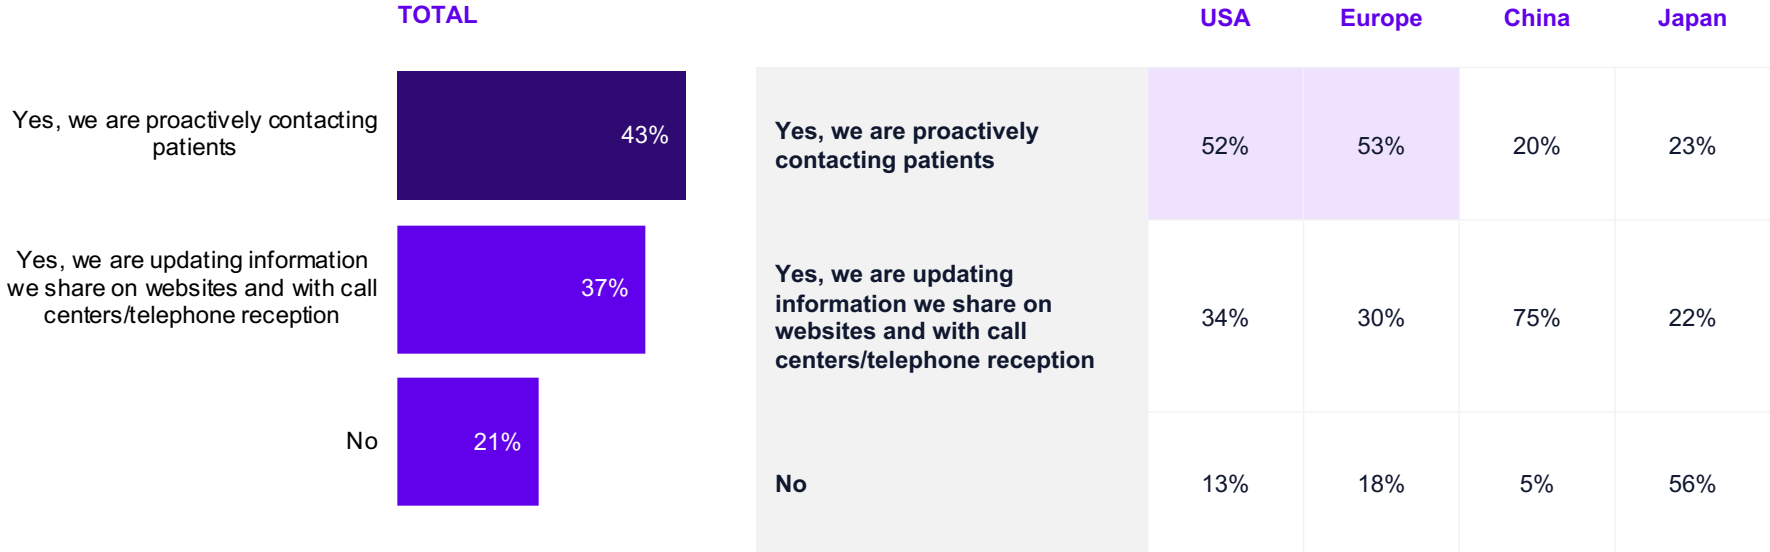 TOTAL
USA Europe China Japan
Yes, we are proactively contacting
patients
43%
Yes, we are updating information
we share on websites and with call
centers/telephone reception
37%
No
21%
Yes, we are proactively
contacting patients
52% 53% 20% 23%
Yes, we are updating
information we share on
websites and with call
centers/telephone reception
34% 30% 75% 22%
No
13% 18% 5% 56%